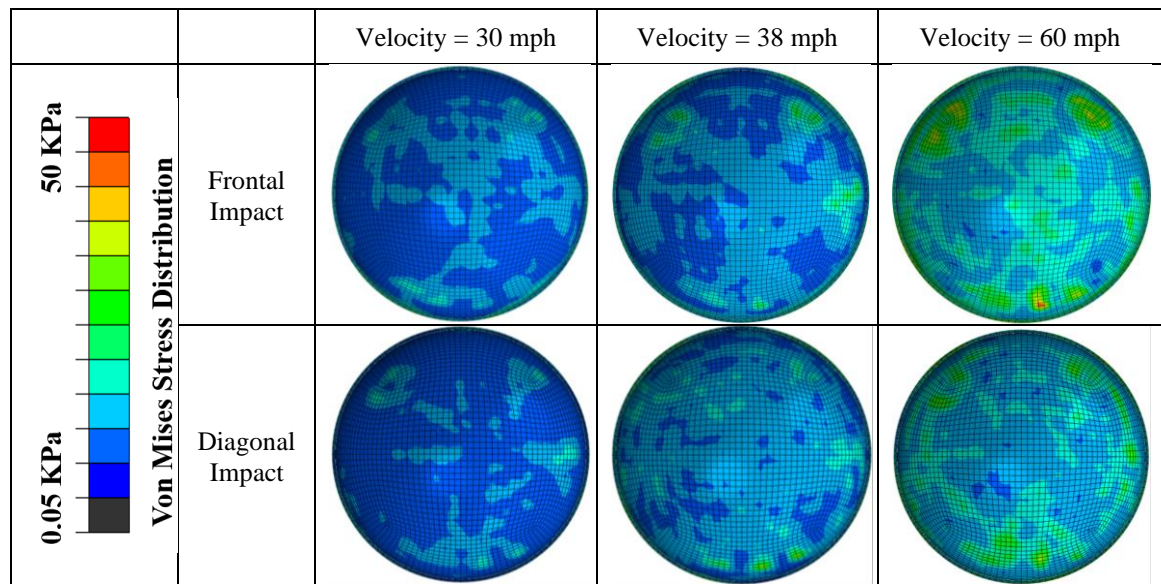 Velocity = 30 mph
Velocity = 38 mph
Velocity = 60 mph
50 KPa
0.05 KPa
Von Mises Stress Distribution
Frontal
Impact
Diagonal
Impact